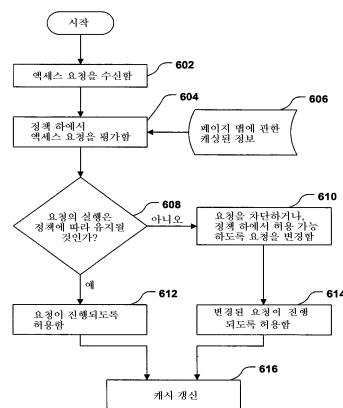 시작
602
액세스 요청을 수신함
604
정책 하에서
액세스 요청을 평가함
606
페이지 맵에 관한
캐싱된 정보
608
요청의 실행은
정책에 따라 유지될
것인가?
아니오
610
요청을 차단하거나,
정책 하에서 허용 가능
하도록 요청을 변경함
예
612
요청이 진행되도록
허용함
614
변경된 요청이 진행
되도록 허용함
616
캐시 갱신